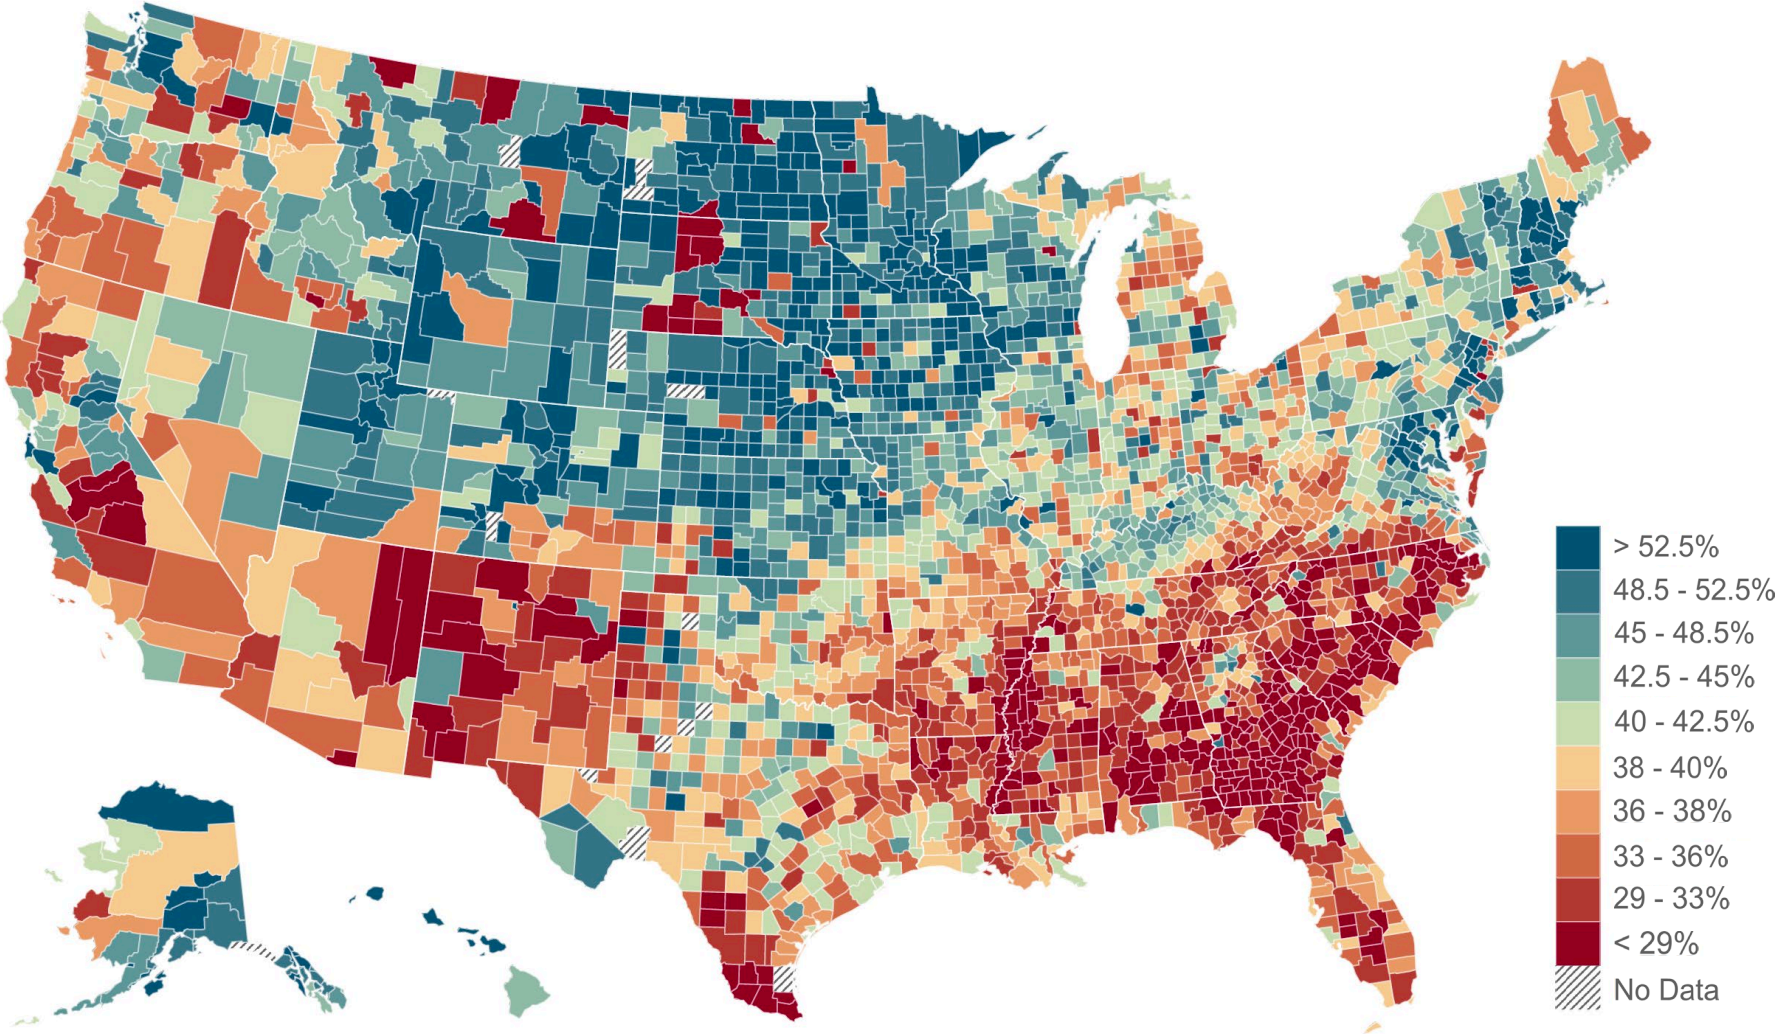 > 52.5%
48.5 - 52.5%
45 - 48.5%
42.5 - 45%
40 - 42.5%
38 - 40%
36 - 38%
33 - 36%
29 - 33%
< 29%
No Data